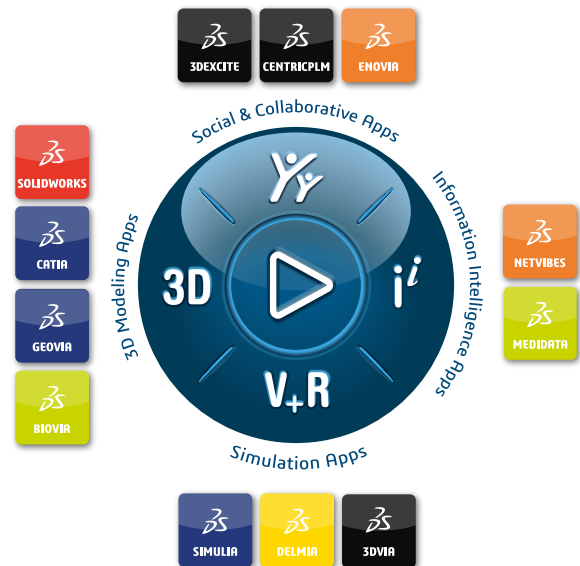 3DEXCITE
CENTRICPLM
ENOVIA
Social & Collaborative Apps
SOLIDWORKS
CATIA
GEOVIA
BIOVIA
3D Modeling Apps
3D
i i
V+R
Information Intelligence Apps
NETVIBES
MEDIDATA
Simulation Apps
SIMULIA
DELMIA
3DVIA